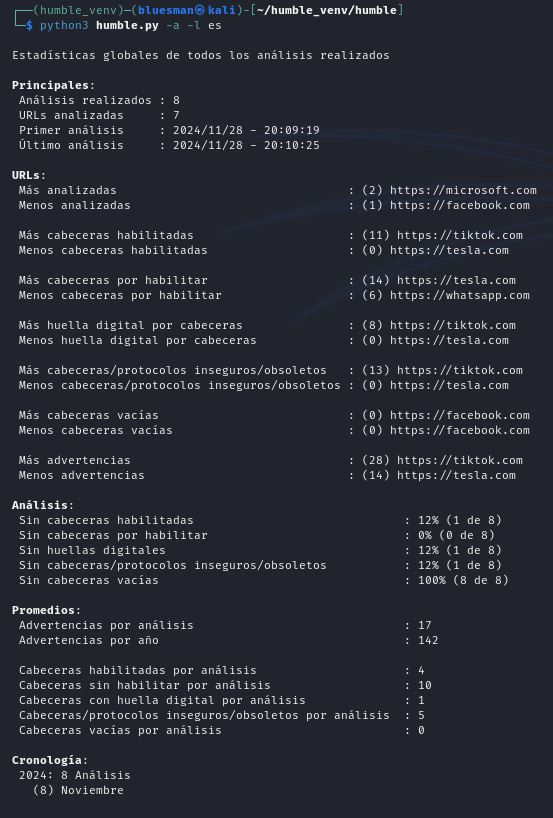 ┌──(humble_venv)─(bluesman㉿kali)-[~/humble_venv/humble]
└─$ python3 humble.py -a -l es
Estadísticas globales de todos los análisis realizados
Principales:
Análisis realizados : 8
URLs analizadas : 7
Primer análisis : 2024/11/28 - 20:09:19
Último análisis : 2024/11/28 - 20:10:25
URLs:
Más analizadas : (2) https://microsoft.com
Menos analizadas : (1) https://facebook.com
Más cabeceras habilitadas : (11) https://tiktok.com
Menos cabeceras habilitadas : (0) https://tesla.com
Más cabeceras por habilitar : (14) https://tesla.com
Menos cabeceras por habilitar : (6) https://whatsapp.com
Más huella digital por cabeceras : (8) https://tiktok.com
Menos huella digital por cabeceras : (0) https://tesla.com
Más cabeceras/protocolos inseguros/obsoletos : (13) https://tiktok.com
Menos cabeceras/protocolos inseguros/obsoletos : (0) https://tesla.com
Más cabeceras vacías : (0) https://facebook.com
Menos cabeceras vacías : (0) https://facebook.com
Más advertencias : (28) https://tiktok.com
Menos advertencias : (14) https://tesla.com
Análisis:
Sin cabeceras habilitadas : 12% (1 de 8)
Sin cabeceras por habilitar : 0% (0 de 8)
Sin huellas digitales : 12% (1 de 8)
Sin cabeceras/protocolos inseguros/obsoletos : 12% (1 de 8)
Sin cabeceras vacías : 100% (8 de 8)
Promedios:
Advertencias por análisis : 17
Advertencias por año : 142
Cabeceras habilitadas por análisis : 4
Cabeceras sin habilitar por análisis : 10
Cabeceras con huella digital por análisis : 1
Cabeceras/protocolos inseguros/obsoletos por análisis : 5
Cabeceras vacías por análisis : 0
Cronología:
2024: 8 Análisis
(8) Noviembre